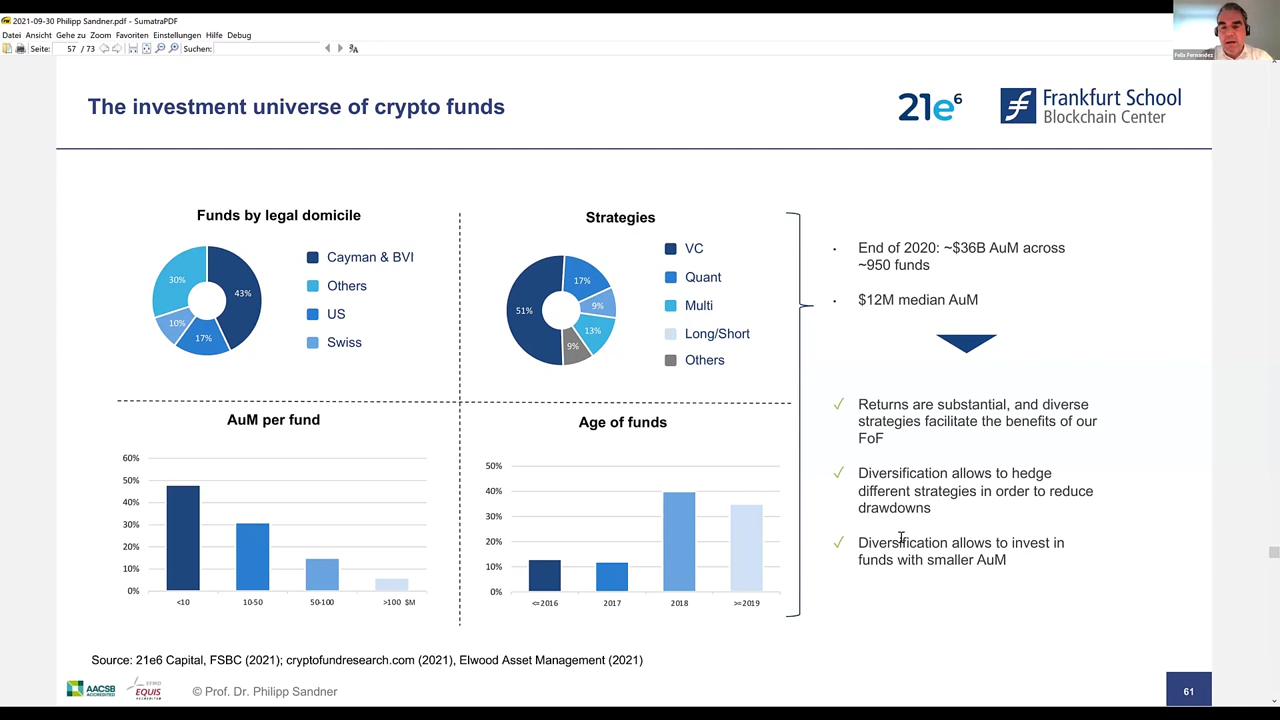 2021-09-30 Philipp Sandner.pdf - SumatraPDF
Datei Ansicht Gehe zu Zoom Favoriten Einstellungen Hilfe Debug
Seite: 57 / 73 Suchen:
Felix Fernandez
The investment universe of crypto funds
21e6
Frankfurt School
Blockchain Center
Funds by legal domicile
30%
43%
10%
17%
Cayman & BVI
Others
US
Swiss
Strategies
17%
51%
9%
13%
9%
VC
Quant
Multi
Long/Short
Others
AuM per fund
60%
50%
40%
30%
20%
10%
0%
<10 10-50 50-100 >100 $M
Age of funds
50%
40%
30%
20%
10%
0%
<=2016 2017 2018 >=2019
· End of 2020: ~$36B AuM across
~950 funds
· $12M median AuM
✓ Returns are substantial, and diverse
strategies facilitate the benefits of our
FoF
✓ Diversification allows to hedge
different strategies in order to reduce
drawdowns
✓ Diversification allows to invest in
funds with smaller AuM
Source: 21e6 Capital, FSBC (2021); cryptofundresearch.com (2021), Elwood Asset Management (2021)
AACSB
ACCREDITED
EFMD
EQUIS
© Prof. Dr. Philipp Sandner
61